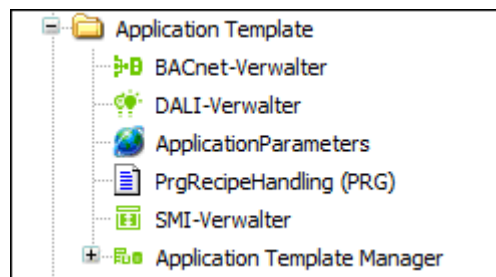 Application Template
BACnet-Verwalter
DALI-Verwalter
ApplicationParameters
PrgRecipeHandling (PRG)
SMI-Verwalter
Application Template Manager